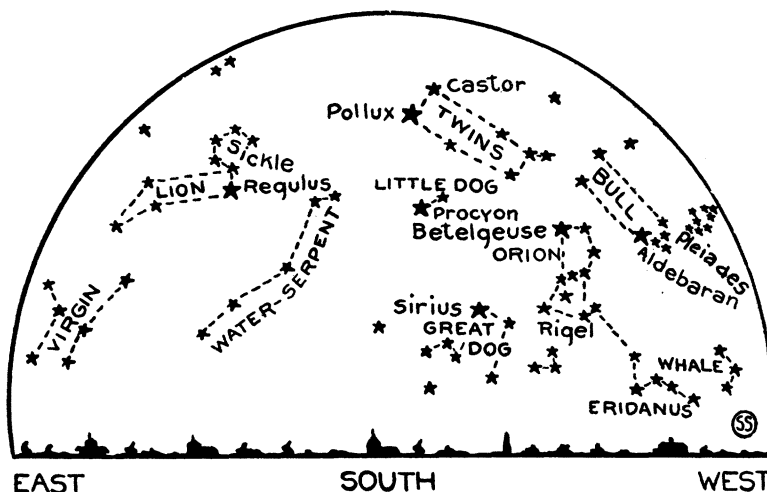 Castor
Pollux
TWINS
Sickle
LION
Regulus
LITTLE DOG
Procyon
BULL
Pleiades
Betelgeuse
ORION
Aldebaran
VIRGIN
WATER-SERPENT
Sirius
GREAT
DOG
Rigel
WHALE
ERIDANUS
SS
EAST
SOUTH
WEST